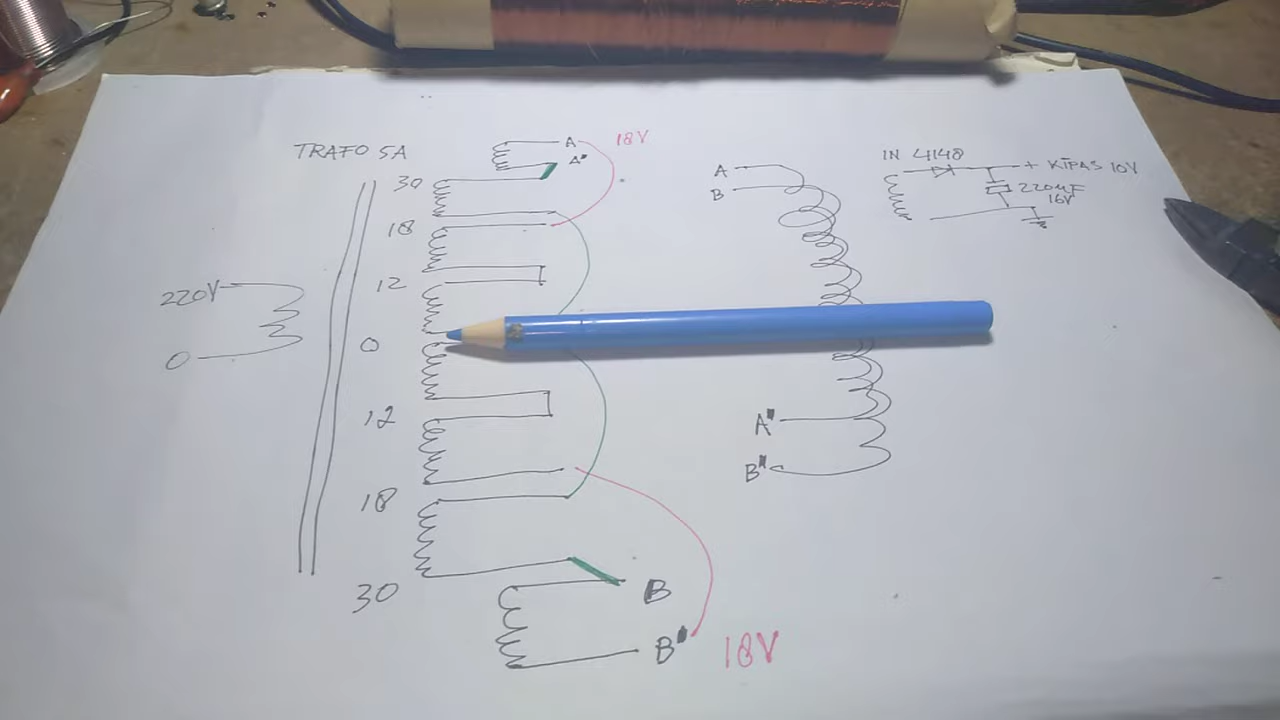 TRAFO 5A
220V
0
30
18
12
0
12
18
30
A
A'
18V
B
B'
18V
A
B
A'
B'
IN 4148
+ KIPAS 10V
220uF
16V